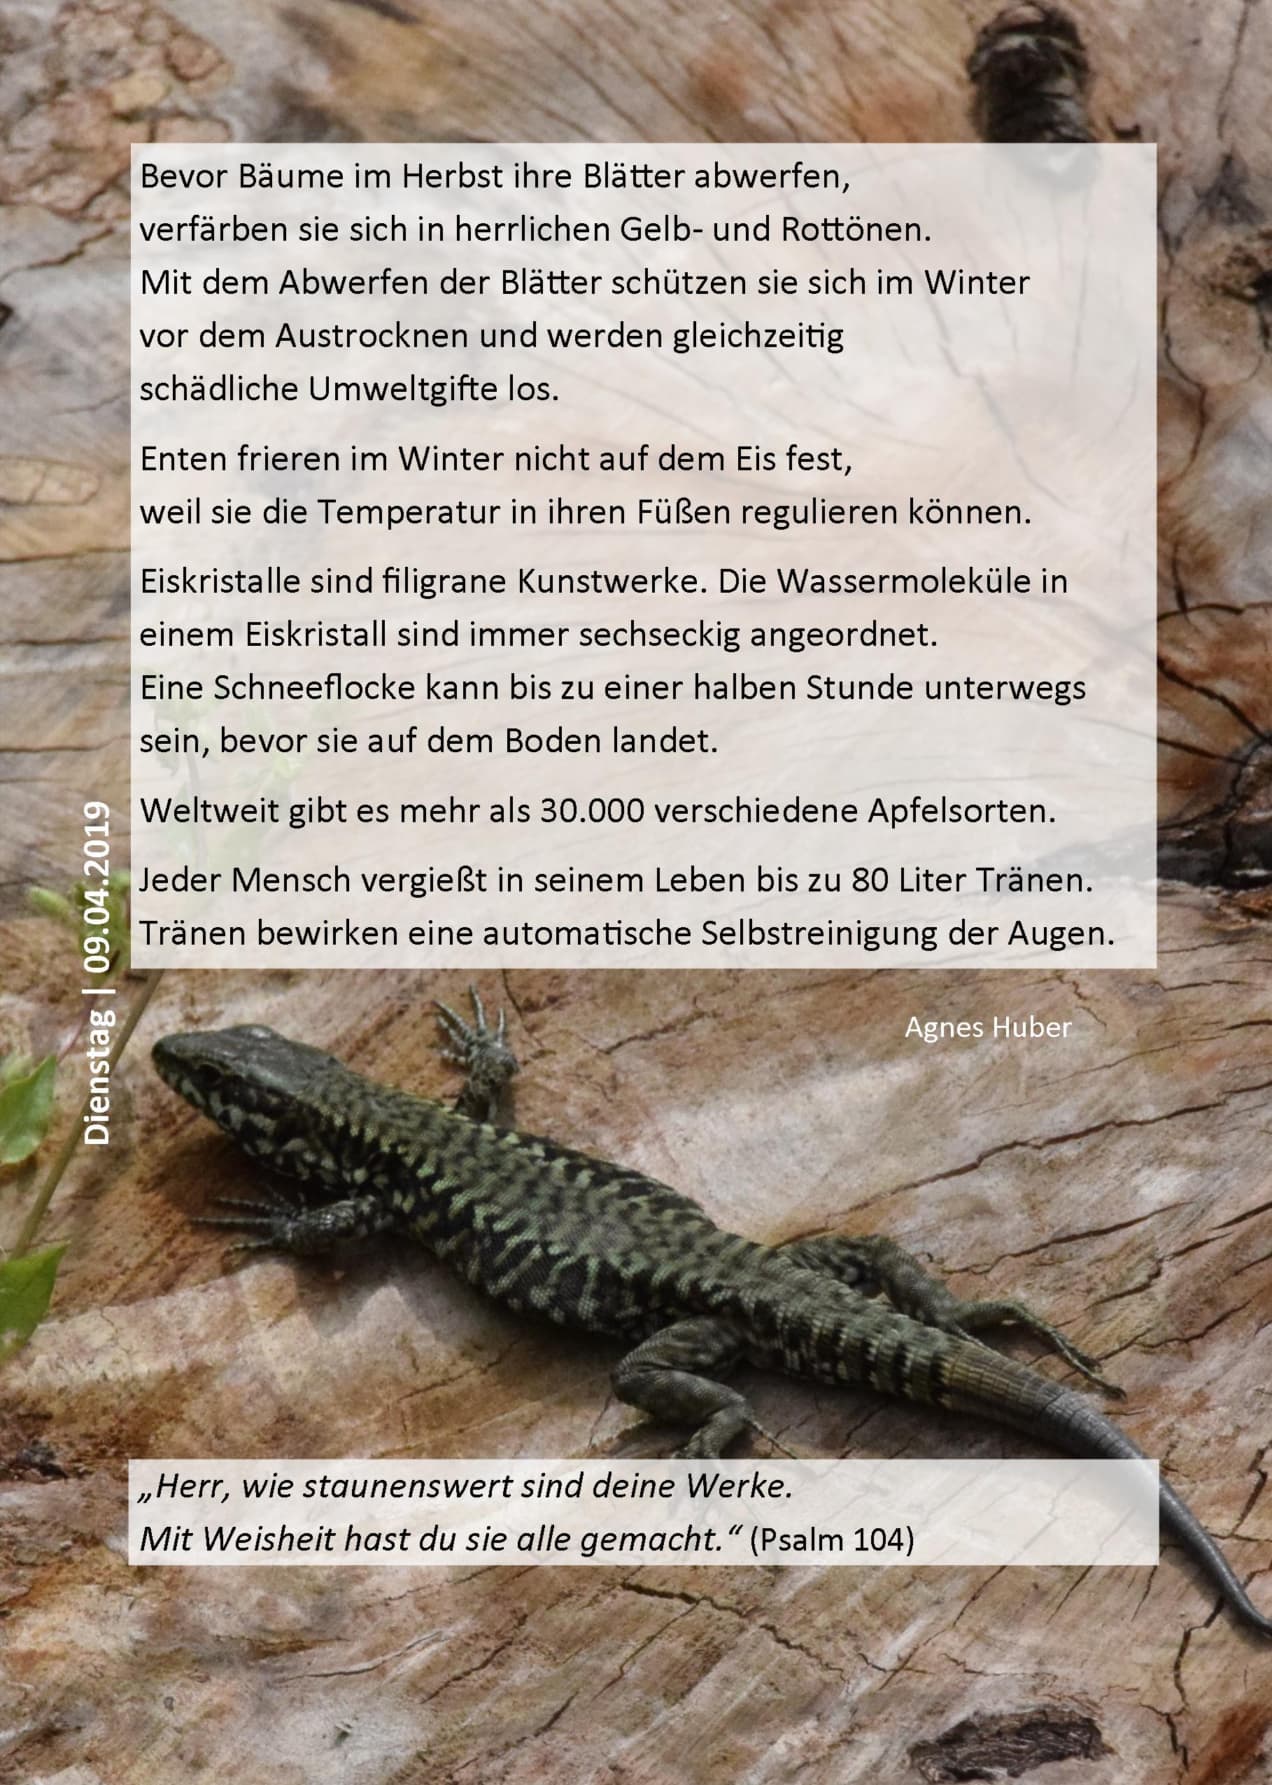 Bevor Bäume im Herbst ihre Blätter abwerfen,
verfärben sie sich in herrlichen Gelb- und Rottönen.
Mit dem Abwerfen der Blätter schützen sie sich im Winter
vor dem Austrocknen und werden gleichzeitig
schädliche Umweltgifte los.
Enten frieren im Winter nicht auf dem Eis fest,
weil sie die Temperatur in ihren Füßen regulieren können.
Eiskristalle sind filigrane Kunstwerke. Die Wassermoleküle in
einem Eiskristall sind immer sechseckig angeordnet.
Eine Schneeflocke kann bis zu einer halben Stunde unterwegs
sein, bevor sie auf dem Boden landet.
Weltweit gibt es mehr als 30.000 verschiedene Apfelsorten.
Jeder Mensch vergießt in seinem Leben bis zu 80 Liter Tränen.
Tränen bewirken eine automatische Selbstreinigung der Augen.
Agnes Huber
Dienstag | 09.04.2019
„Herr, wie staunenswert sind deine Werke.
Mit Weisheit hast du sie alle gemacht.“ (Psalm 104)